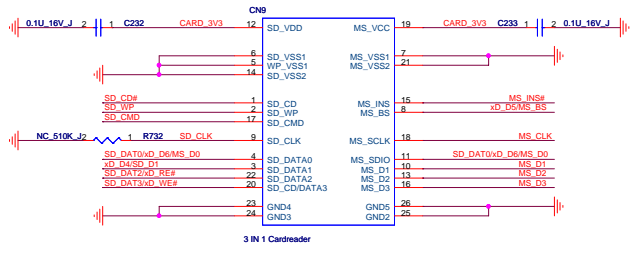 CN9
0.1U_16V_J 2 1 C232 CARD_3V3 12 SD_VDD MS_VCC 19 CARD_3V3 C233 1 2 0.1U_16V_J
6 SD_VSS1 MS_VSS1 7
5 WP_VSS1 MS_VSS2 21
14 SD_VSS2
SD_CD# 1 SD_CD MS_INS 15 MS_INS#
SD_WP 2 SD_WP MS_BS 8 xD_D5/MS_BS
SD_CMD 17 SD_CMD
NC_510K_J 2 1 R732 SD_CLK 9 SD_CLK MS_SCLK 18 MS_CLK
SD_DAT0/xD_D6/MS_D0 4 SD_DATA0 MS_SDIO 11 SD_DAT0/xD_D6/MS_D0
xD_D4/SD_D1 3 SD_DATA1 MS_D1 10 MS_D1
SD_DAT2/xD_RE# 22 SD_DATA2 MS_D2 13 MS_D2
SD_DAT3/xD_WE# 20 SD_CD/DATA3 MS_D3 16 MS_D3
23 GND4 GND5 26
24 GND3 GND2 25
3 IN 1 Cardreader